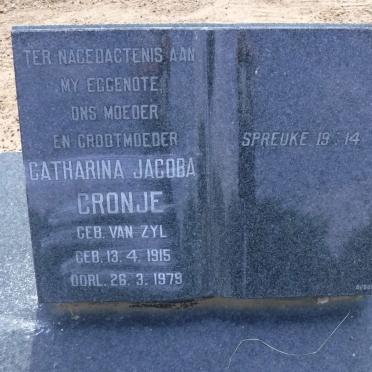 TER NAGEDAGTENIS AAN
MY EGGENOTE,
ONS MOEDER
EN GROOTMOEDER
CATHARINA JACOBA
CRONJE
GEB. VAN ZYL
GEB. 13. 4. 1915
OORL. 26. 3. 1979
SPREUKE 19 : 14